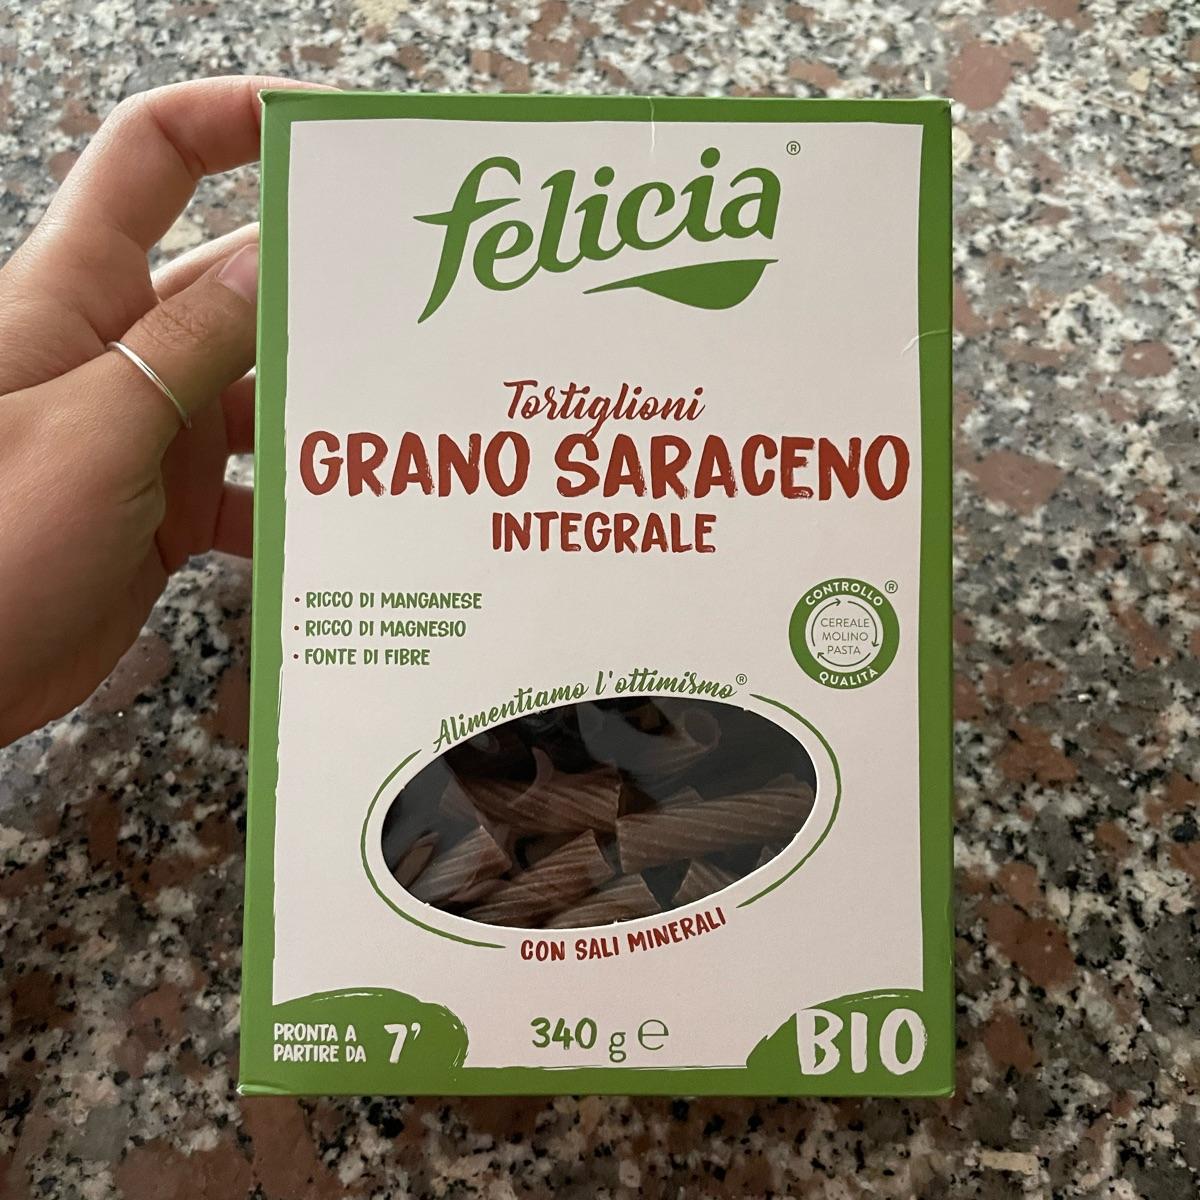 felicia®
Tortiglioni
GRANO SARACENO
INTEGRALE
• RICCO DI MANGANESE
• RICCO DI MAGNESIO
• FONTE DI FIBRE
CONTROLLO ®
CEREALE
MOLINO
PASTA
QUALITÀ
Alimentiamo l'ottimismo®
CON SALI MINERALI
PRONTA A
PARTIRE DA 7’
340 g ℮
BIO